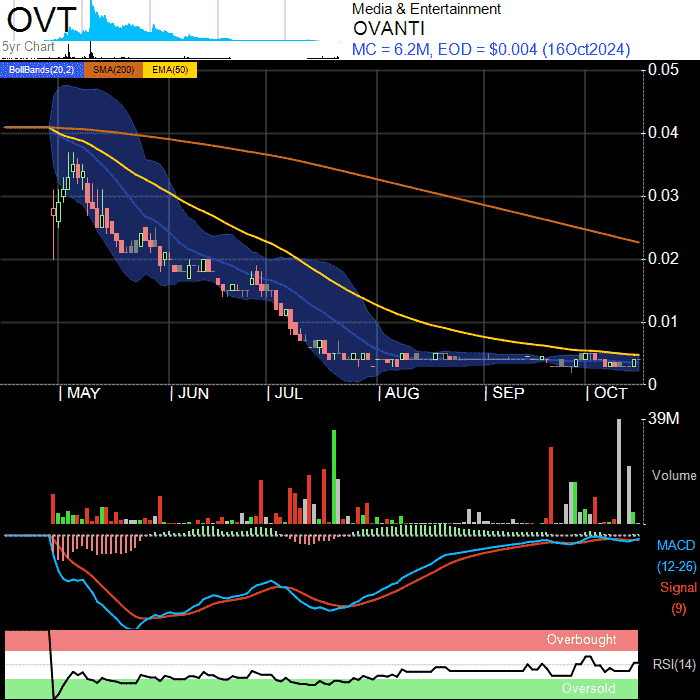 OVT
Media & Entertainment
OVANTI
5yr Chart
MC = 6.2M, EOD = $0.004 (16Oct2024)
BollBands(20,2) SMA(200) EMA(50)
0.05
0.04
0.03
0.02
0.01
0
MAY JUN JUL AUG SEP OCT
39M
Volume
MACD
(12-26)
Signal
(9)
Overbought
RSI(14)
Oversold